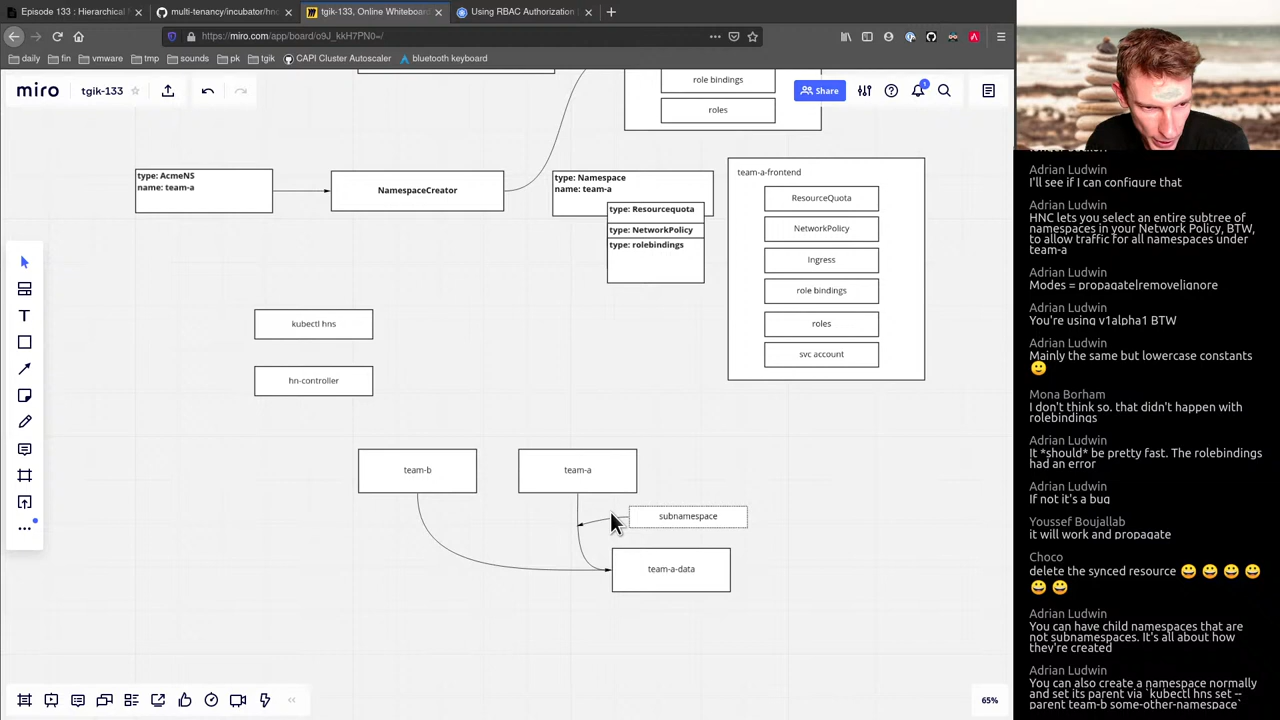 Episode 133 : Hierarchical N
multi-tenancy/incubator/hnc
tgik-133, Online Whiteboard
Using RBAC Authorization
https://miro.com/app/board/o9J_kkH7PN0=/
daily
fin
vmware
tmp
sounds
pk
tgik
CAPI Cluster Autoscaler
bluetooth keyboard
miro
tgik-133
Share
role bindings
roles
type: AcmeNS
name: team-a
NamespaceCreator
type: Namespace
name: team-a
type: Resourcequota
type: NetworkPolicy
type: rolebindings
team-a-frontend
ResourceQuota
NetworkPolicy
Ingress
role bindings
roles
svc account
kubectl hns
hn-controller
team-b
team-a
subnamespace
team-a-data
65%
Adrian Ludwin
I'll see if I can configure that
Adrian Ludwin
HNC lets you select an entire subtree of
namespaces in your Network Policy, BTW,
to allow traffic for all namespaces under
team-a
Adrian Ludwin
Modes = propagate|remove|ignore
Adrian Ludwin
You're using v1alpha1 BTW
Adrian Ludwin
Mainly the same but lowercase constants
Mona Borham
I don't think so. that didn't happen with
rolebindings
Adrian Ludwin
It *should* be pretty fast. The rolebindings
had an error
Adrian Ludwin
If not it's a bug
Youssef Boujallab
it will work and propagate
Choco
delete the synced resource
Adrian Ludwin
You can have child namespaces that are
not subnamespaces. It's all about how
they're created
Adrian Ludwin
You can also create a namespace normally
and set its parent via `kubectl hns set --
parent team-b some-other-namespace`